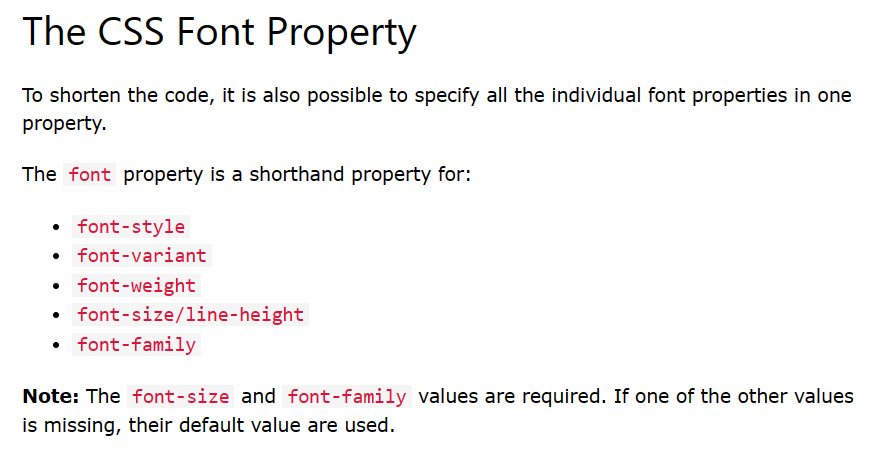 The CSS Font Property
To shorten the code, it is also possible to specify all the individual font properties in one
property.
The font property is a shorthand property for:
• font-style
• font-variant
• font-weight
• font-size/line-height
• font-family
Note: The font-size and font-family values are required. If one of the other values
is missing, their default value are used.